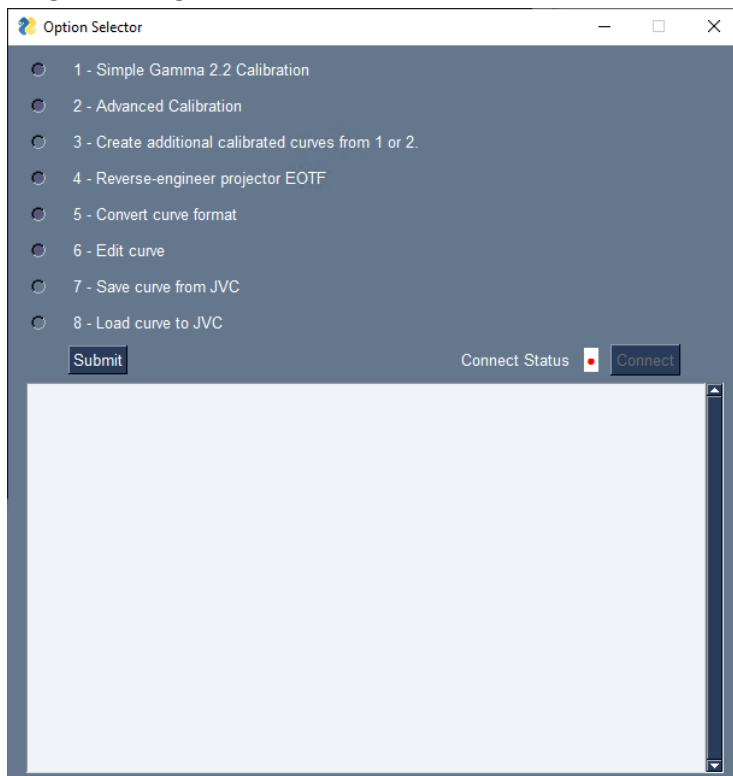 Option Selector
1 - Simple Gamma 2.2 Calibration
2 - Advanced Calibration
3 - Create additional calibrated curves from 1 or 2.
4 - Reverse-engineer projector EOTF
5 - Convert curve format
6 - Edit curve
7 - Save curve from JVC
8 - Load curve to JVC
Submit Connect Status Connect